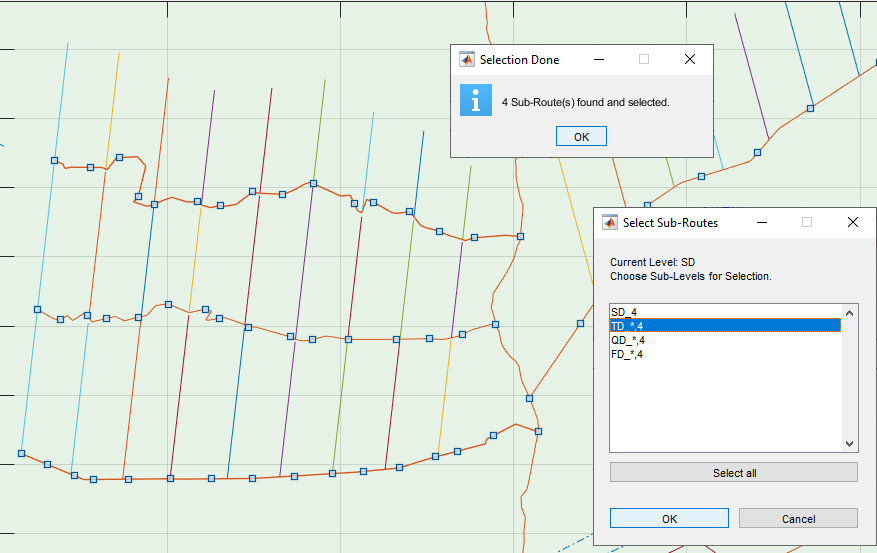 Selection Done
4 Sub-Route(s) found and selected.
OK
Select Sub-Routes
Current Level: SD
Choose Sub-Levels for Selection.
SD_4
TD_*,4
QD_*,4
FD_*,4
Select all
OK
Cancel